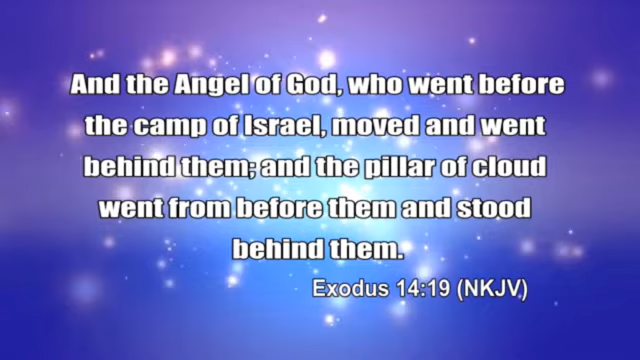 And the Angel of God, who went before
the camp of Israel, moved and went
behind them; and the pillar of cloud
went from before them and stood
behind them.
Exodus 14:19 (NKJV)